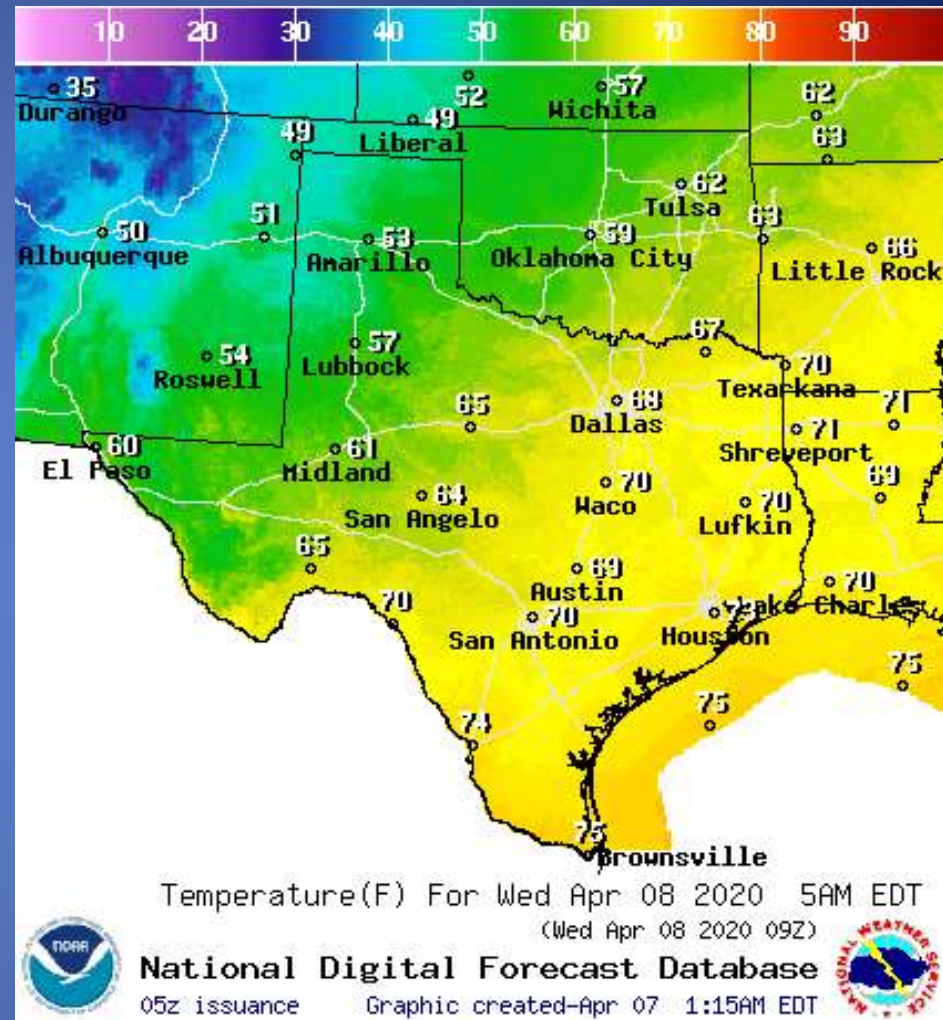 10 20 30 40 50 60 70 80 90
35
Durango
52
57
Wichita
62
49
Liberal
49
63
62
Tulsa
50
Albuquerque
51
53
Amarillo
59
Oklahoma City
63
66
Little Rock
54
Roswell
57
Lubbock
67
70
Texarkana
65
68
Dallas
71
Shreveport
71
60
El Paso
61
Midland
64
San Angelo
70
Waco
70
Lufkin
69
65
69
Austin
70
70
San Antonio
Houston
Lake Charles
70
74
75
75
75
Brownsville
Temperature(F) For Wed Apr 08 2020 5AM EDT
(Wed Apr 08 2020 09Z)
NOAA
National Digital Forecast Database
05z issuance Graphic created-Apr 07 1:15AM EDT
NATIONAL WEATHER SERVICE